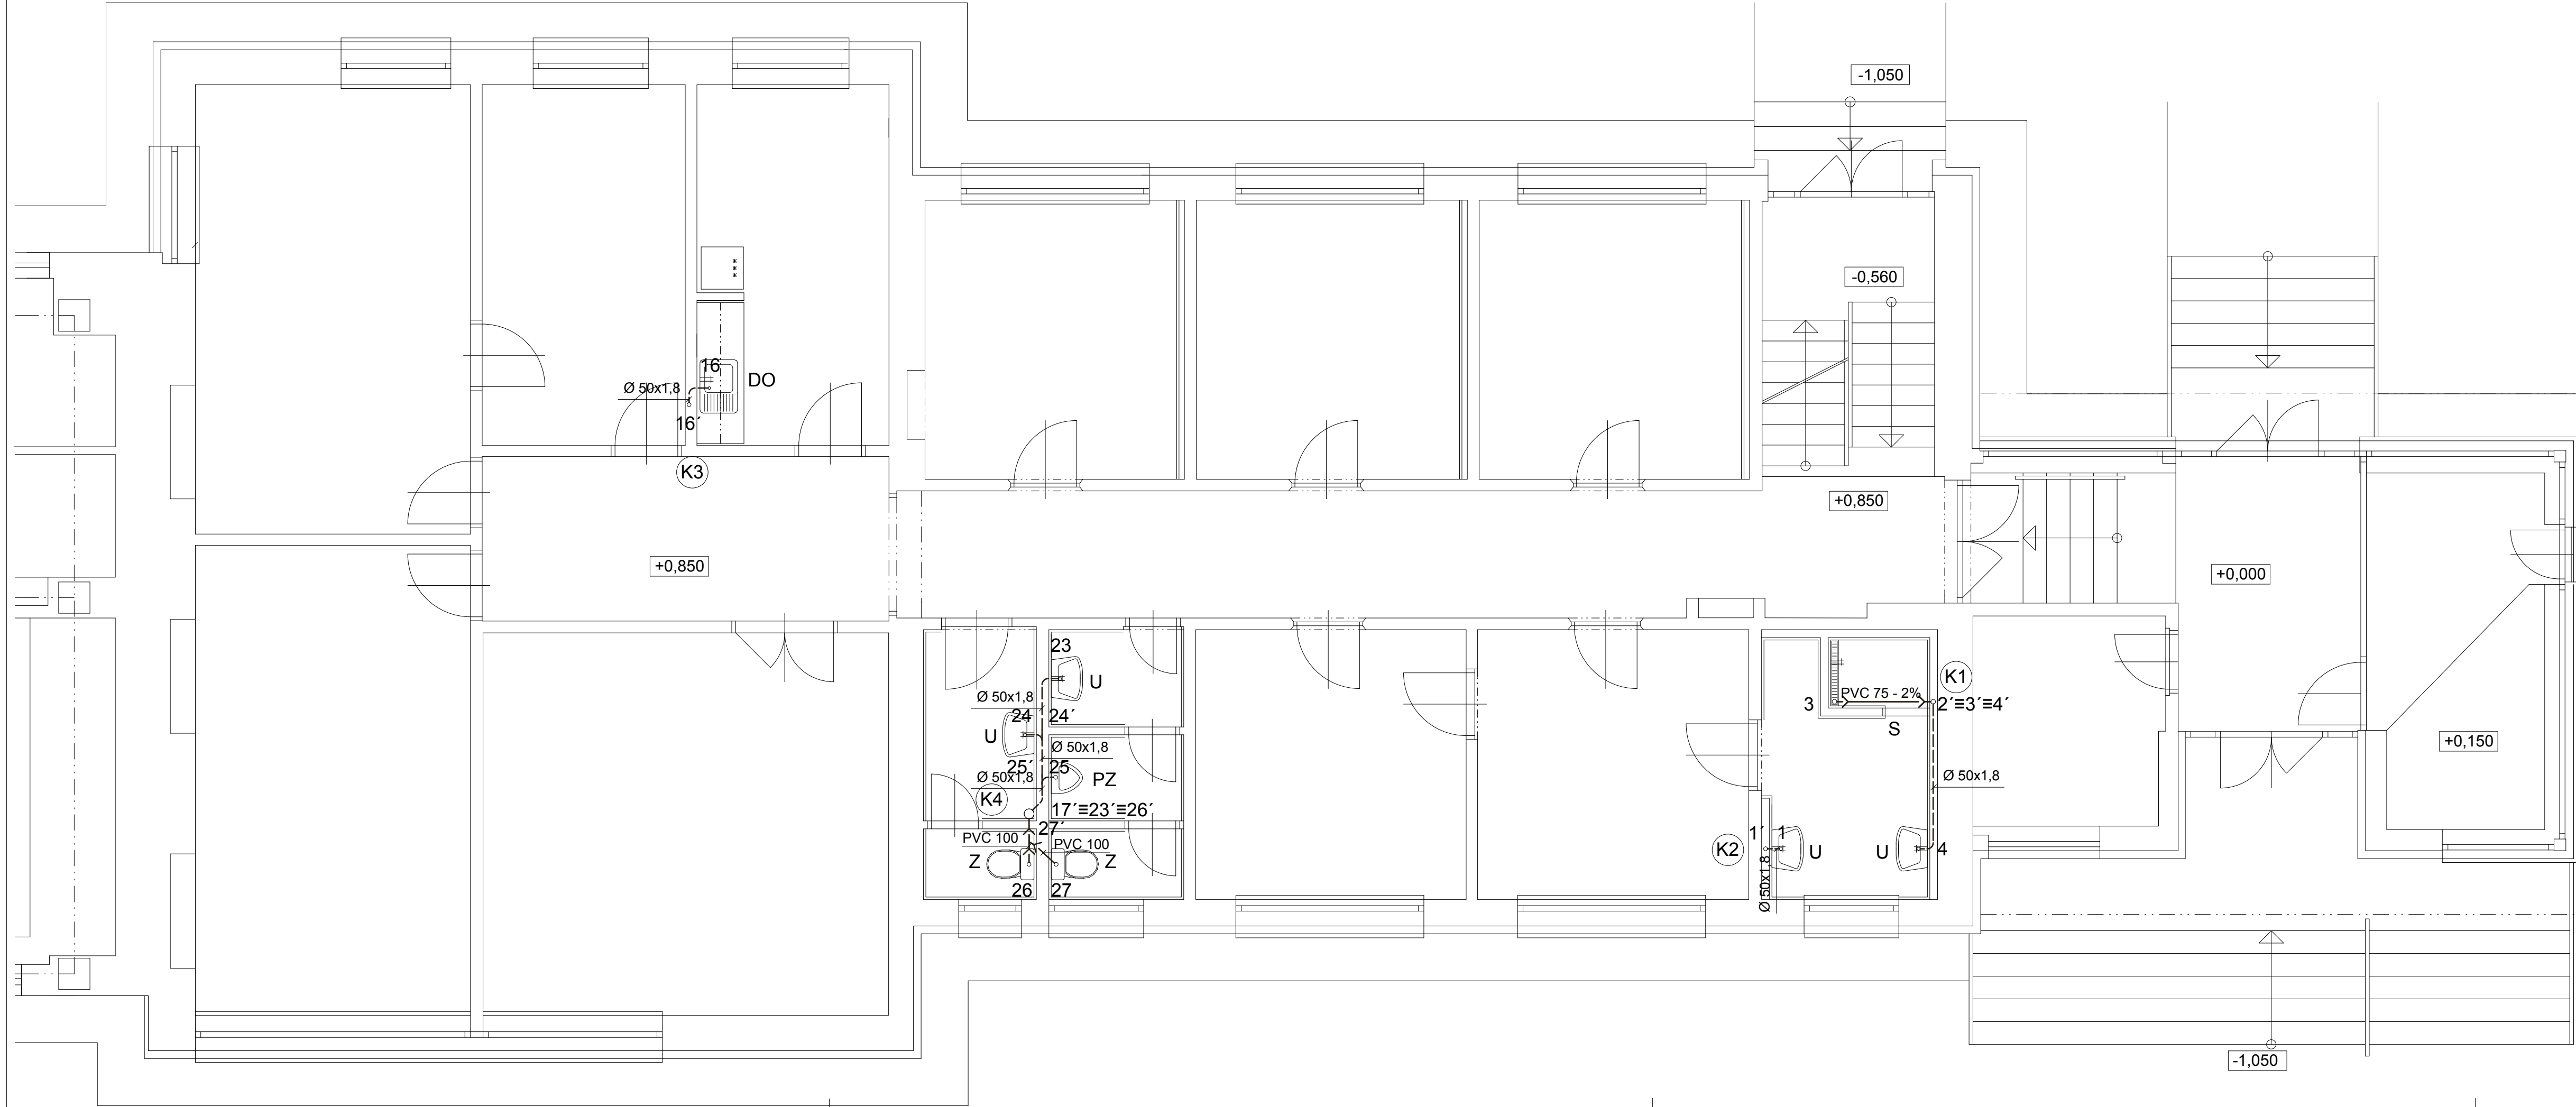 -1,050
-0,560
16
Ø 50x1,8
DO
16´
K3
+0,850
+0,850
+0,000
23
K1
U
Ø 50x1,8
PVC 75 - 2%
3
2´≡3´≡4´
24
24´
S
U
Ø 50x1,8
+0,150
25´
25
Ø 50x1,8
PZ
Ø 50x1,8
K4
17´≡23´≡26´
27´
1´
1
PVC 100
PVC 100
K2
U
U
4
Z
Z
Ø 50x1,8
26
27
-1,050